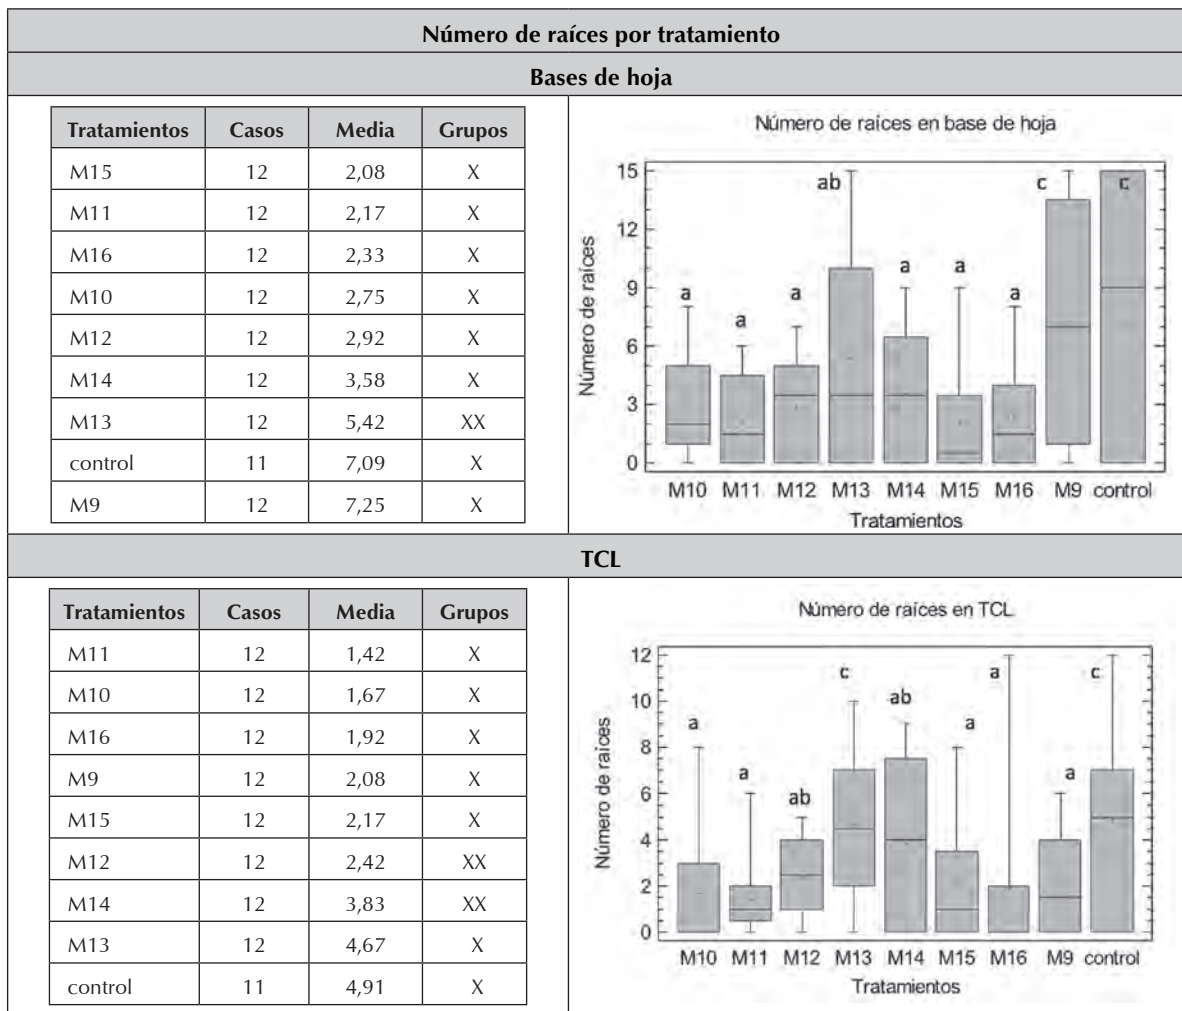 Número de raíces por tratamiento
Bases de hoja
Tratamientos Casos Media Grupos
M15 12 2,08 X
M11 12 2,17 X
M16 12 2,33 X
M10 12 2,75 X
M12 12 2,92 X
M14 12 3,58 X
M13 12 5,42 XX
control 11 7,09 X
M9 12 7,25 X
Número de raíces en base de hoja
Número de raíces
15
12
9
6
3
0
a
a
a
ab
a
a
a
c
c
M10 M11 M12 M13 M14 M15 M16 M9 control
Tratamientos
TCL
Tratamientos Casos Media Grupos
M11 12 1,42 X
M10 12 1,67 X
M16 12 1,92 X
M9 12 2,08 X
M15 12 2,17 X
M12 12 2,42 XX
M14 12 3,83 XX
M13 12 4,67 X
control 11 4,91 X
Número de raíces en TCL
Número de raíces
12
10
8
6
4
2
0
a
a
ab
c
ab
a
a
a
c
M10 M11 M12 M13 M14 M15 M16 M9 control
Tratamientos